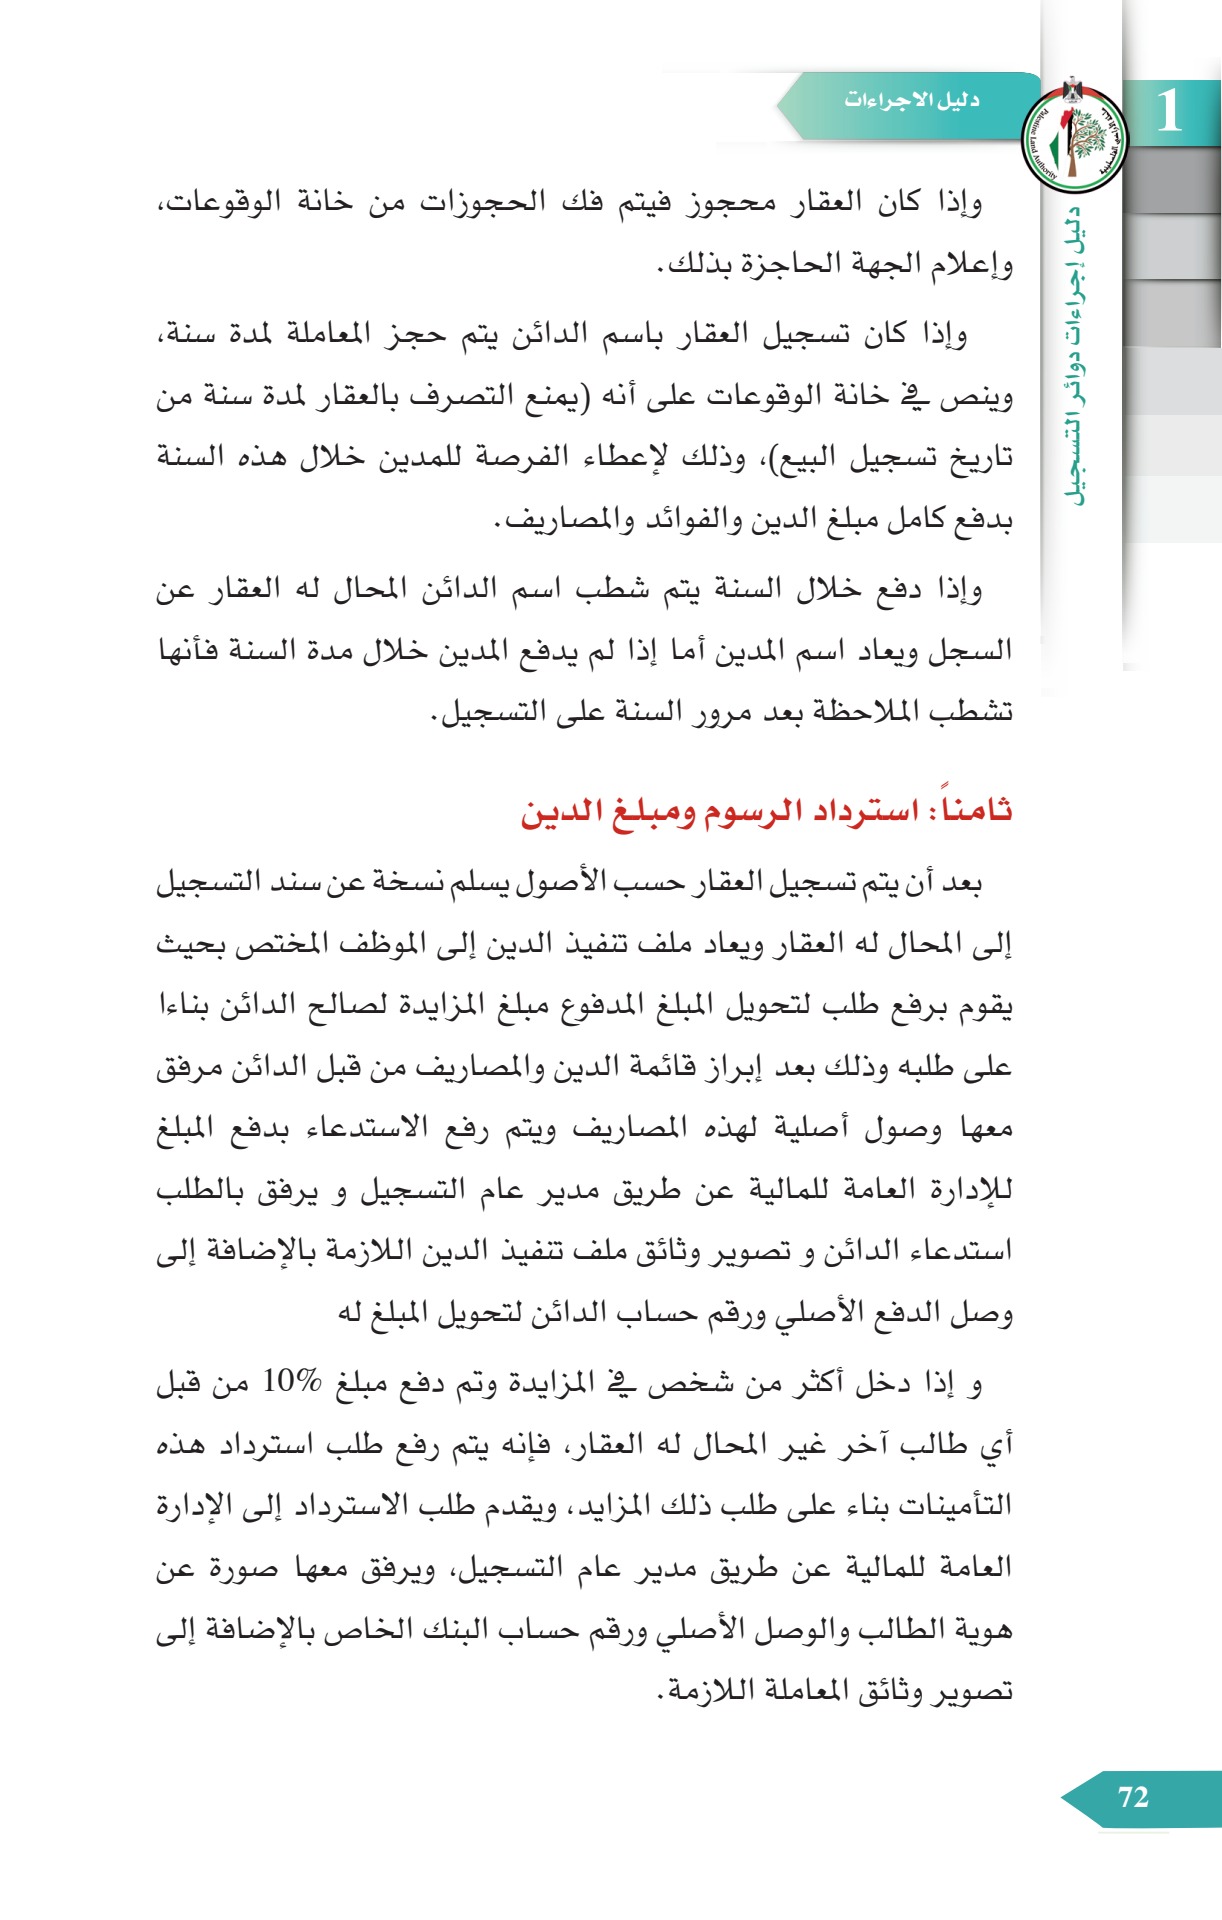 دليل الاجراءات
1
Palestine Land Authority
دليل إجراءات دوائر التسجيل
وإذا كان العقار محجوز فيتم فك الحجوزات من خانة الوقوعات،
وإعلام الجهة الحاجزة بذلك.
وإذا كان تسجيل العقار باسم الدائن يتم حجز المعاملة لمدة سنة،
وينص في خانة الوقوعات على أنه (يمنع التصرف بالعقار لمدة سنة من
تاريخ تسجيل البيع)، وذلك لإعطاء الفرصة للمدين خلال هذه السنة
بدفع كامل مبلغ الدين والفوائد والمصاريف.
وإذا دفع خلال السنة يتم شطب اسم الدائن المحال له العقار عن
السجل ويعاد اسم المدين أما إذا لم يدفع المدين خلال مدة السنة فأنها
تشطب الملاحظة بعد مرور السنة على التسجيل.
ثامناً: استرداد الرسوم ومبلغ الدين
بعد أن يتم تسجيل العقار حسب الأصول يسلم نسخة عن سند التسجيل
إلى المحال له العقار ويعاد ملف تنفيذ الدين إلى الموظف المختص بحيث
يقوم برفع طلب لتحويل المبلغ المدفوع مبلغ المزايدة لصالح الدائن بناءا
على طلبه وذلك بعد إبراز قائمة الدين والمصاريف من قبل الدائن مرفق
معها وصول أصلية لهذه المصاريف ويتم رفع الاستدعاء بدفع المبلغ
للإدارة العامة للمالية عن طريق مدير عام التسجيل و يرفق بالطلب
استدعاء الدائن و تصوير وثائق ملف تنفيذ الدين اللازمة بالإضافة إلى
وصل الدفع الأصلي ورقم حساب الدائن لتحويل المبلغ له
و إذا دخل أكثر من شخص في المزايدة وتم دفع مبلغ 10% من قبل
أي طالب آخر غير المحال له العقار، فإنه يتم رفع طلب استرداد هذه
التأمينات بناء على طلب ذلك المزايد، ويقدم طلب الاسترداد إلى الإدارة
العامة للمالية عن طريق مدير عام التسجيل، ويرفق معها صورة عن
هوية الطالب والوصل الأصلي ورقم حساب البنك الخاص بالإضافة إلى
تصوير وثائق المعاملة اللازمة.
72